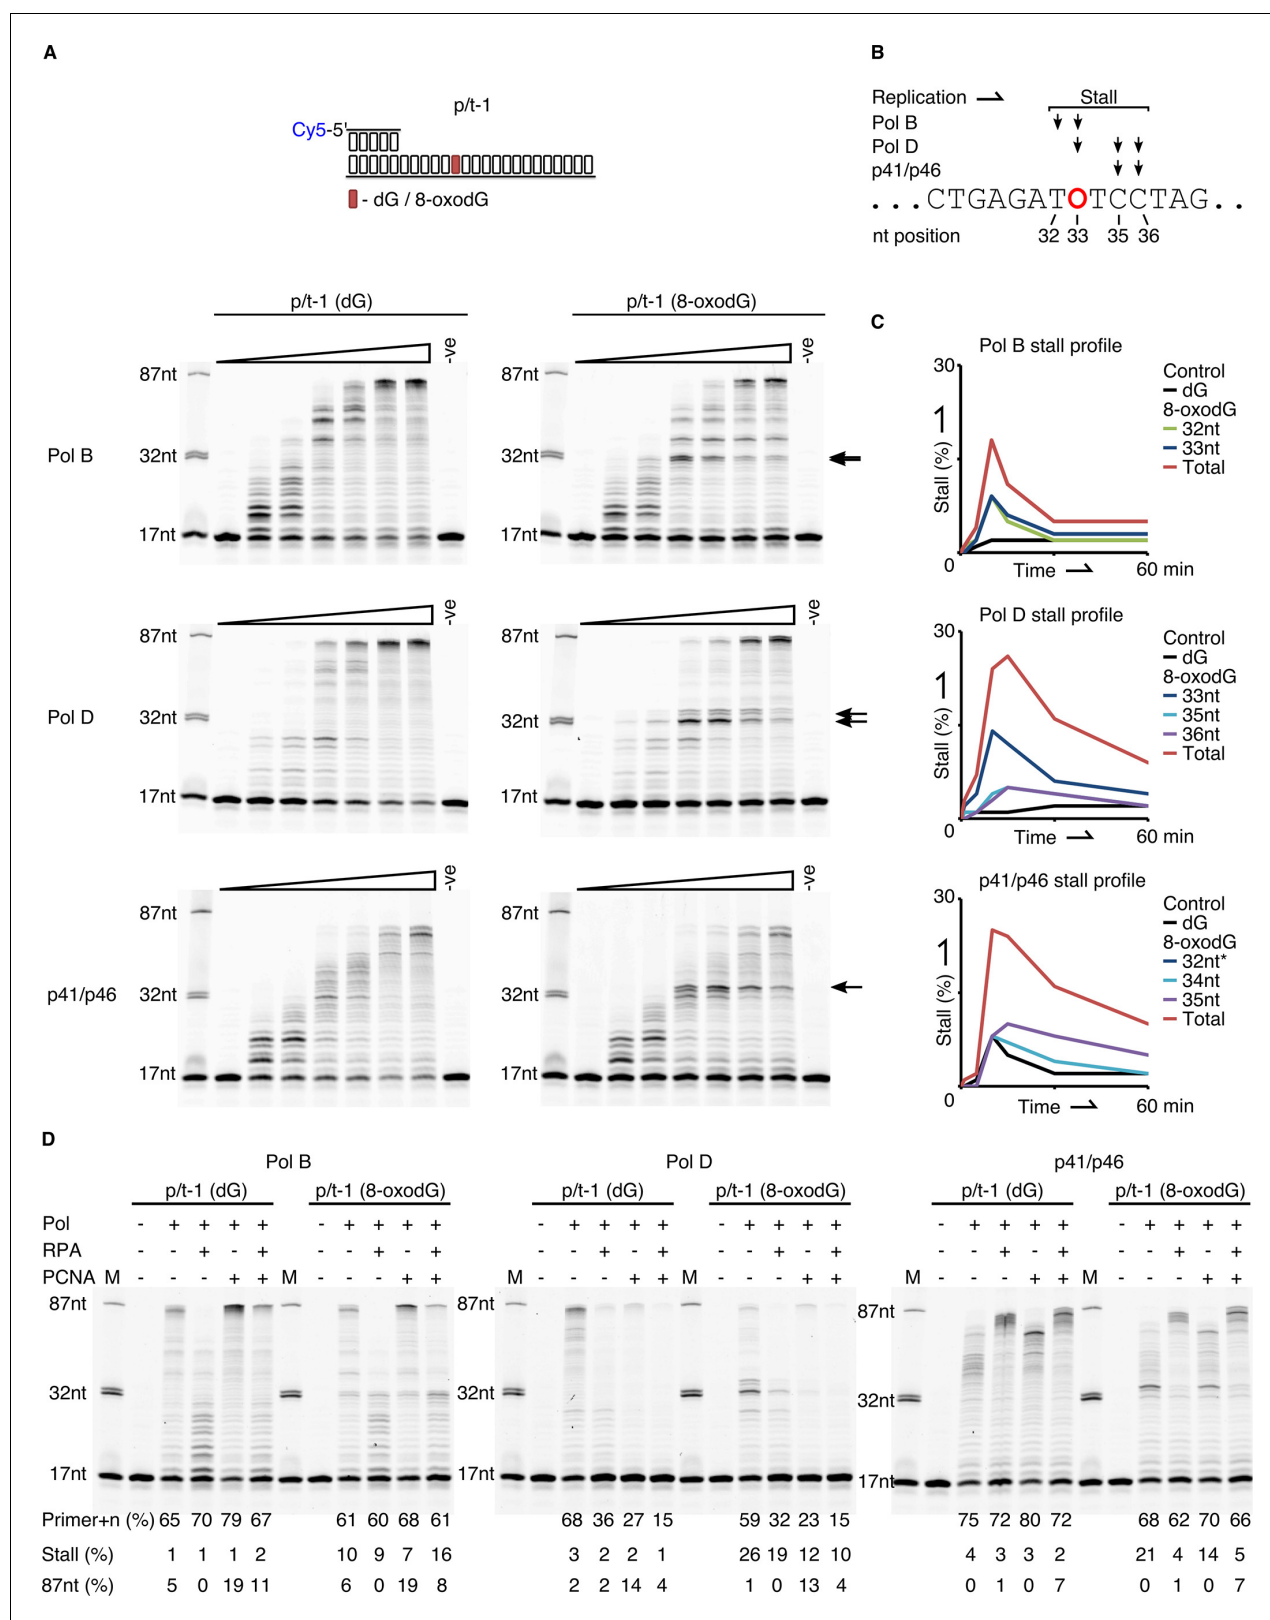 A
p/t-1
Cy5-5'
- dG / 8-oxodG
B
Replication
Stall
Pol B
Pol D
p41/p46
...CTGAGATOTCCTAG..
nt position 32 33 35 36
p/t-1 (dG)
p/t-1 (8-oxodG)
-ve
-ve
Pol B
87nt
32nt
17nt
87nt
32nt
17nt
-ve
-ve
Pol D
87nt
32nt
17nt
87nt
32nt
17nt
-ve
-ve
p41/p46
87nt
32nt
17nt
87nt
32nt
17nt
C
Pol B stall profile
30
Stall (%)
0
Time
60 min
Control
dG
8-oxodG
32nt
33nt
Total
Pol D stall profile
30
Stall (%)
0
Time
60 min
Control
dG
8-oxodG
33nt
35nt
36nt
Total
p41/p46 stall profile
30
Stall (%)
0
Time
60 min
Control
dG
8-oxodG
32nt*
34nt
35nt
Total
D
Pol B Pol D p41/p46
p/t-1 (dG) p/t-1 (8-oxodG) p/t-1 (dG) p/t-1 (8-oxodG) p/t-1 (dG) p/t-1 (8-oxodG)
Pol - + + + + - + + + + - + + + + - + + + + - + + + + - + + + +
RPA - - + - + - - + - + - - + - + - - + - + - - + - + - - + - +
PCNA M - - - + + M - - - + + M - - - + + M - - - + + M - - - + + M - - - + +
87nt 87nt 87nt
32nt 32nt 32nt
17nt 17nt 17nt
Primer+n (%) 65 70 79 67 61 60 68 61 68 36 27 15 59 32 23 15 75 72 80 72 68 62 70 66
Stall (%) 1 1 1 2 10 9 7 16 3 2 2 1 26 19 12 10 4 3 3 2 21 4 14 5
87nt (%) 5 0 19 11 6 0 19 8 2 2 14 4 1 0 13 4 0 1 0 7 0 1 0 7